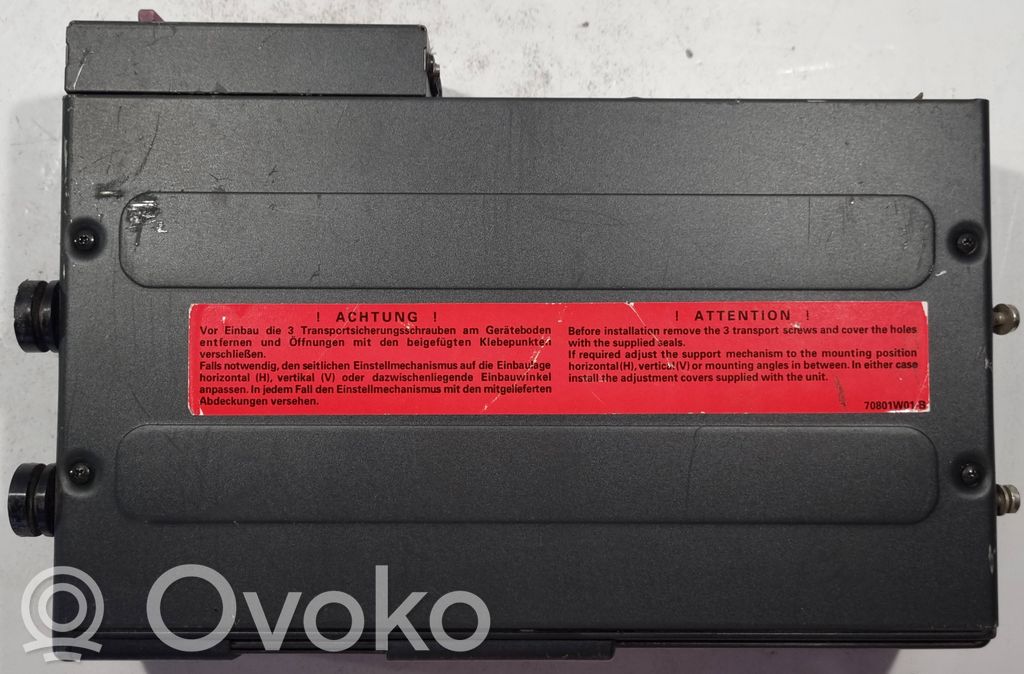 ! ACHTUNG !
Vor Einbau die 3 Transportsicherungsschrauben am Geräteboden
entfernen und Öffnungen mit den beigefügten Klebepunkten
verschließen.
Falls notwendig, den seitlichen Einstellmechanismus auf die Einbaulage
Horizontal (H), vertikal (V) oder dazwischenliegende Einbauwinkel
anpassen. In jedem Fall den Einstellmechanismus mit den mitgelieferten
Abdeckungen versehen.
! ATTENTION !
Before installation remove the 3 transport screws and cover the holes
with the supplied seals.
If required adjust the support mechanism to the mounting position
horizontal (H), vertical (V) or mounting angles in between. In either case
install the adjustment covers supplied with the unit.
70801W01-B
Ovoko